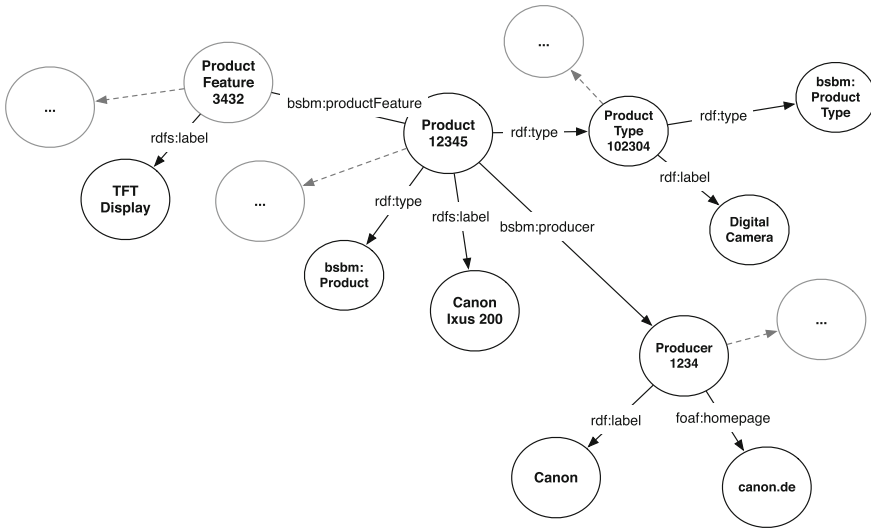 ...
Product
Feature
3432
...
bsbm:productFeature
Product
12345
rdf:type
Product
Type
102304
rdf:type
bsbm:
Product
Type
rdfs:label
TFT
Display
...
rdf:type
rdfs:label
bsbm:producer
rdf:label
Digital
Camera
bsbm:
Product
Canon
Ixus 200
Producer
1234
...
rdf:label
foaf:homepage
Canon
canon.de